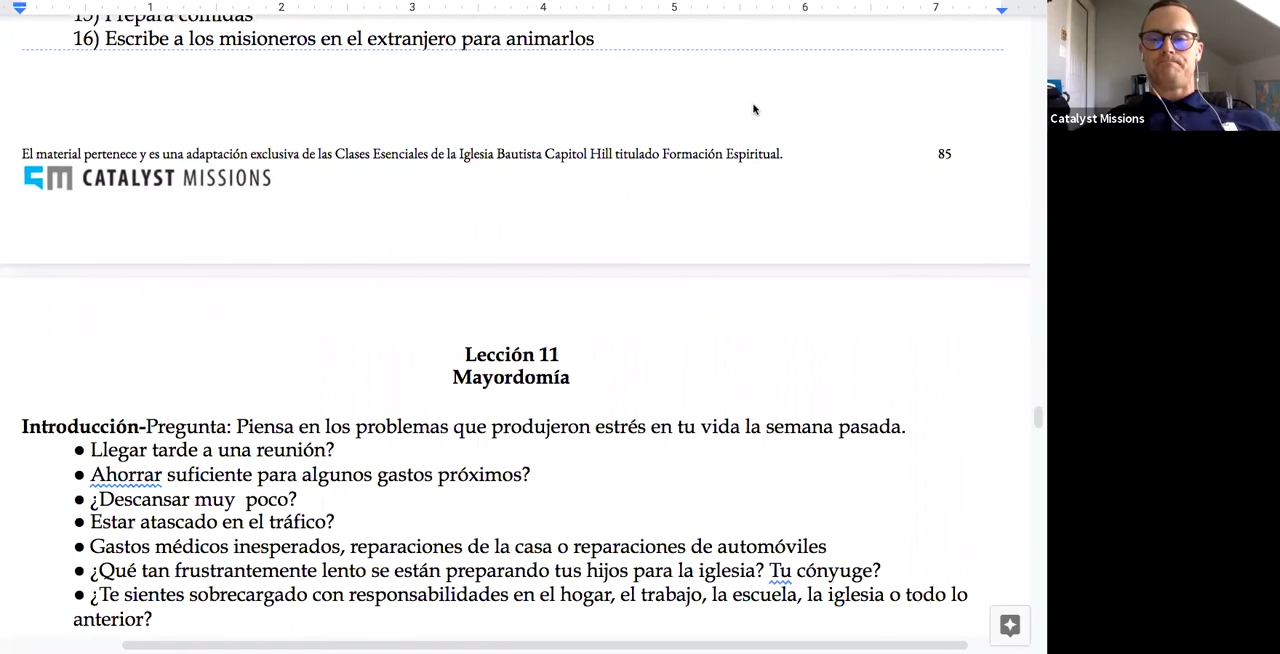 1 2 3 4 5 6 7
15) Prepara comidas
16) Escribe a los misioneros en el extranjero para animarlos
Catalyst Missions
El material pertenece y es una adaptación exclusiva de las Clases Esenciales de la Iglesia Bautista Capitol Hill titulado Formación Espiritual. 85
CATALYST MISSIONS
Lección 11
Mayordomía
Introducción-Pregunta: Piensa en los problemas que produjeron estrés en tu vida la semana pasada.
● Llegar tarde a una reunión?
● Ahorrar suficiente para algunos gastos próximos?
● ¿Descansar muy poco?
● Estar atascado en el tráfico?
● Gastos médicos inesperados, reparaciones de la casa o reparaciones de automóviles
● ¿Qué tan frustrantemente lento se están preparando tus hijos para la iglesia? Tu cónyuge?
● ¿Te sientes sobrecargado con responsabilidades en el hogar, el trabajo, la escuela, la iglesia o todo lo
anterior?